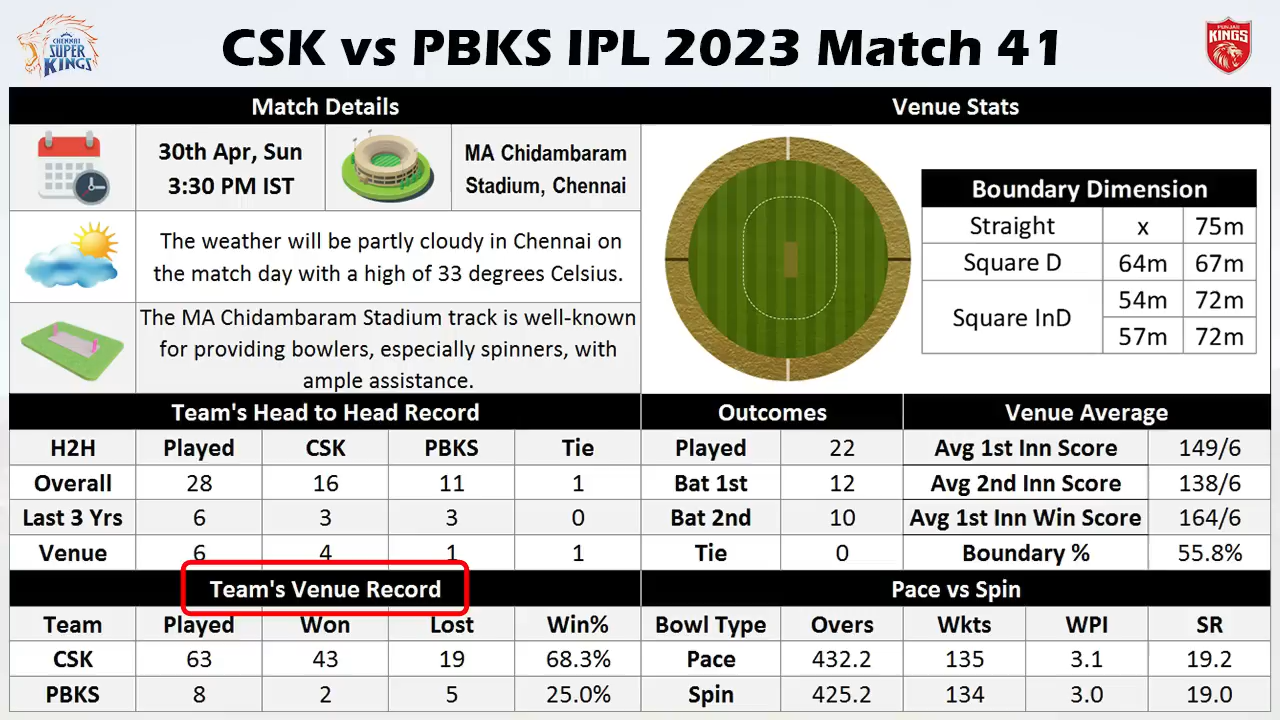 CHENNAI
SUPER
KINGS
CSK vs PBKS IPL 2023 Match 41
PUNJAB
KINGS
Match Details
30th Apr, Sun
3:30 PM IST
MA Chidambaram
Stadium, Chennai
The weather will be partly cloudy in Chennai on
the match day with a high of 33 degrees Celsius.
The MA Chidambaram Stadium track is well-known
for providing bowlers, especially spinners, with
ample assistance.
Venue Stats
Boundary Dimension
Straight x 75m
Square D 64m 67m
Square InD 54m 72m
57m 72m
Team's Head to Head Record
H2H Played CSK PBKS Tie
Overall 28 16 11 1
Last 3 Yrs 6 3 3 0
Venue 6 4 1 1
Outcomes
Played 22
Bat 1st 12
Bat 2nd 10
Tie 0
Venue Average
Avg 1st Inn Score 149/6
Avg 2nd Inn Score 138/6
Avg 1st Inn Win Score 164/6
Boundary % 55.8%
Team's Venue Record
Team Played Won Lost Win%
CSK 63 43 19 68.3%
PBKS 8 2 5 25.0%
Pace vs Spin
Bowl Type Overs Wkts WPI SR
Pace 432.2 135 3.1 19.2
Spin 425.2 134 3.0 19.0